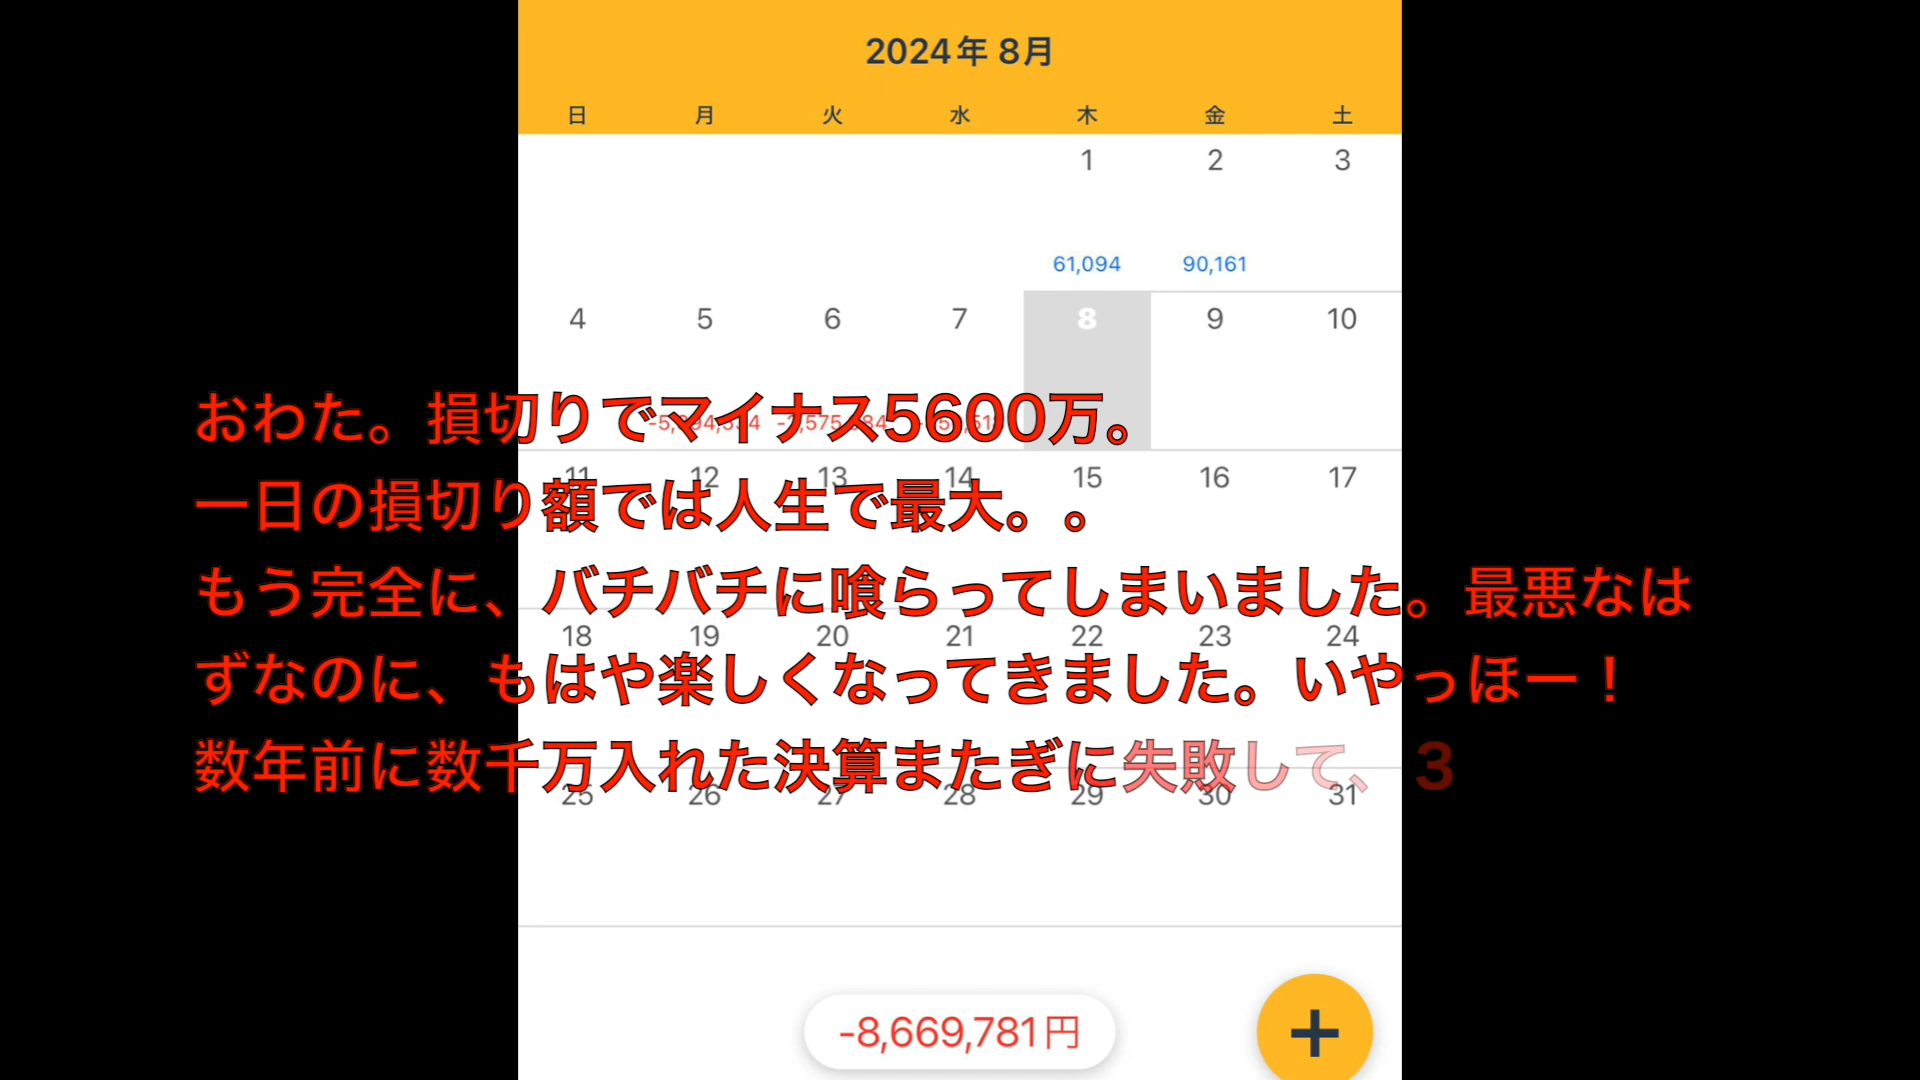 2024年 8月
日 月 火 水 木 金 土
1 2 3
61,094 90,161
4 5 6 7 8 9 10
おわた。損切りでマイナス5600万。
11 12 13 14 15 16 17
一日の損切り額では人生で最大。。
もう完全に、バチバチに喰らってしまいました。最悪なは
18 19 20 21 22 23 24
ずなのに、もはや楽しくなってきました。いやっほー！
数年前に数千万入れた決算またぎに失敗して、３
25 26 27 28 29 30 31
-8,669,781円
+